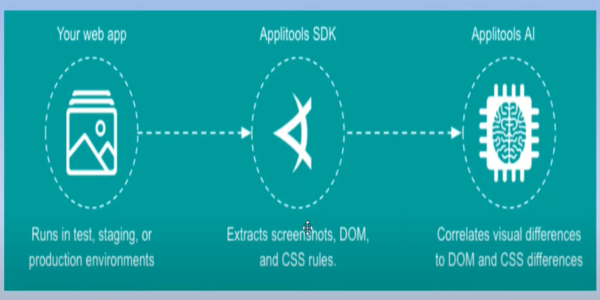 Your web app
Applitools SDK
Applitools AI
Runs in test, staging, or
production environments
Extracts screenshots, DOM,
and CSS rules.
Correlates visual differences
to DOM and CSS differences